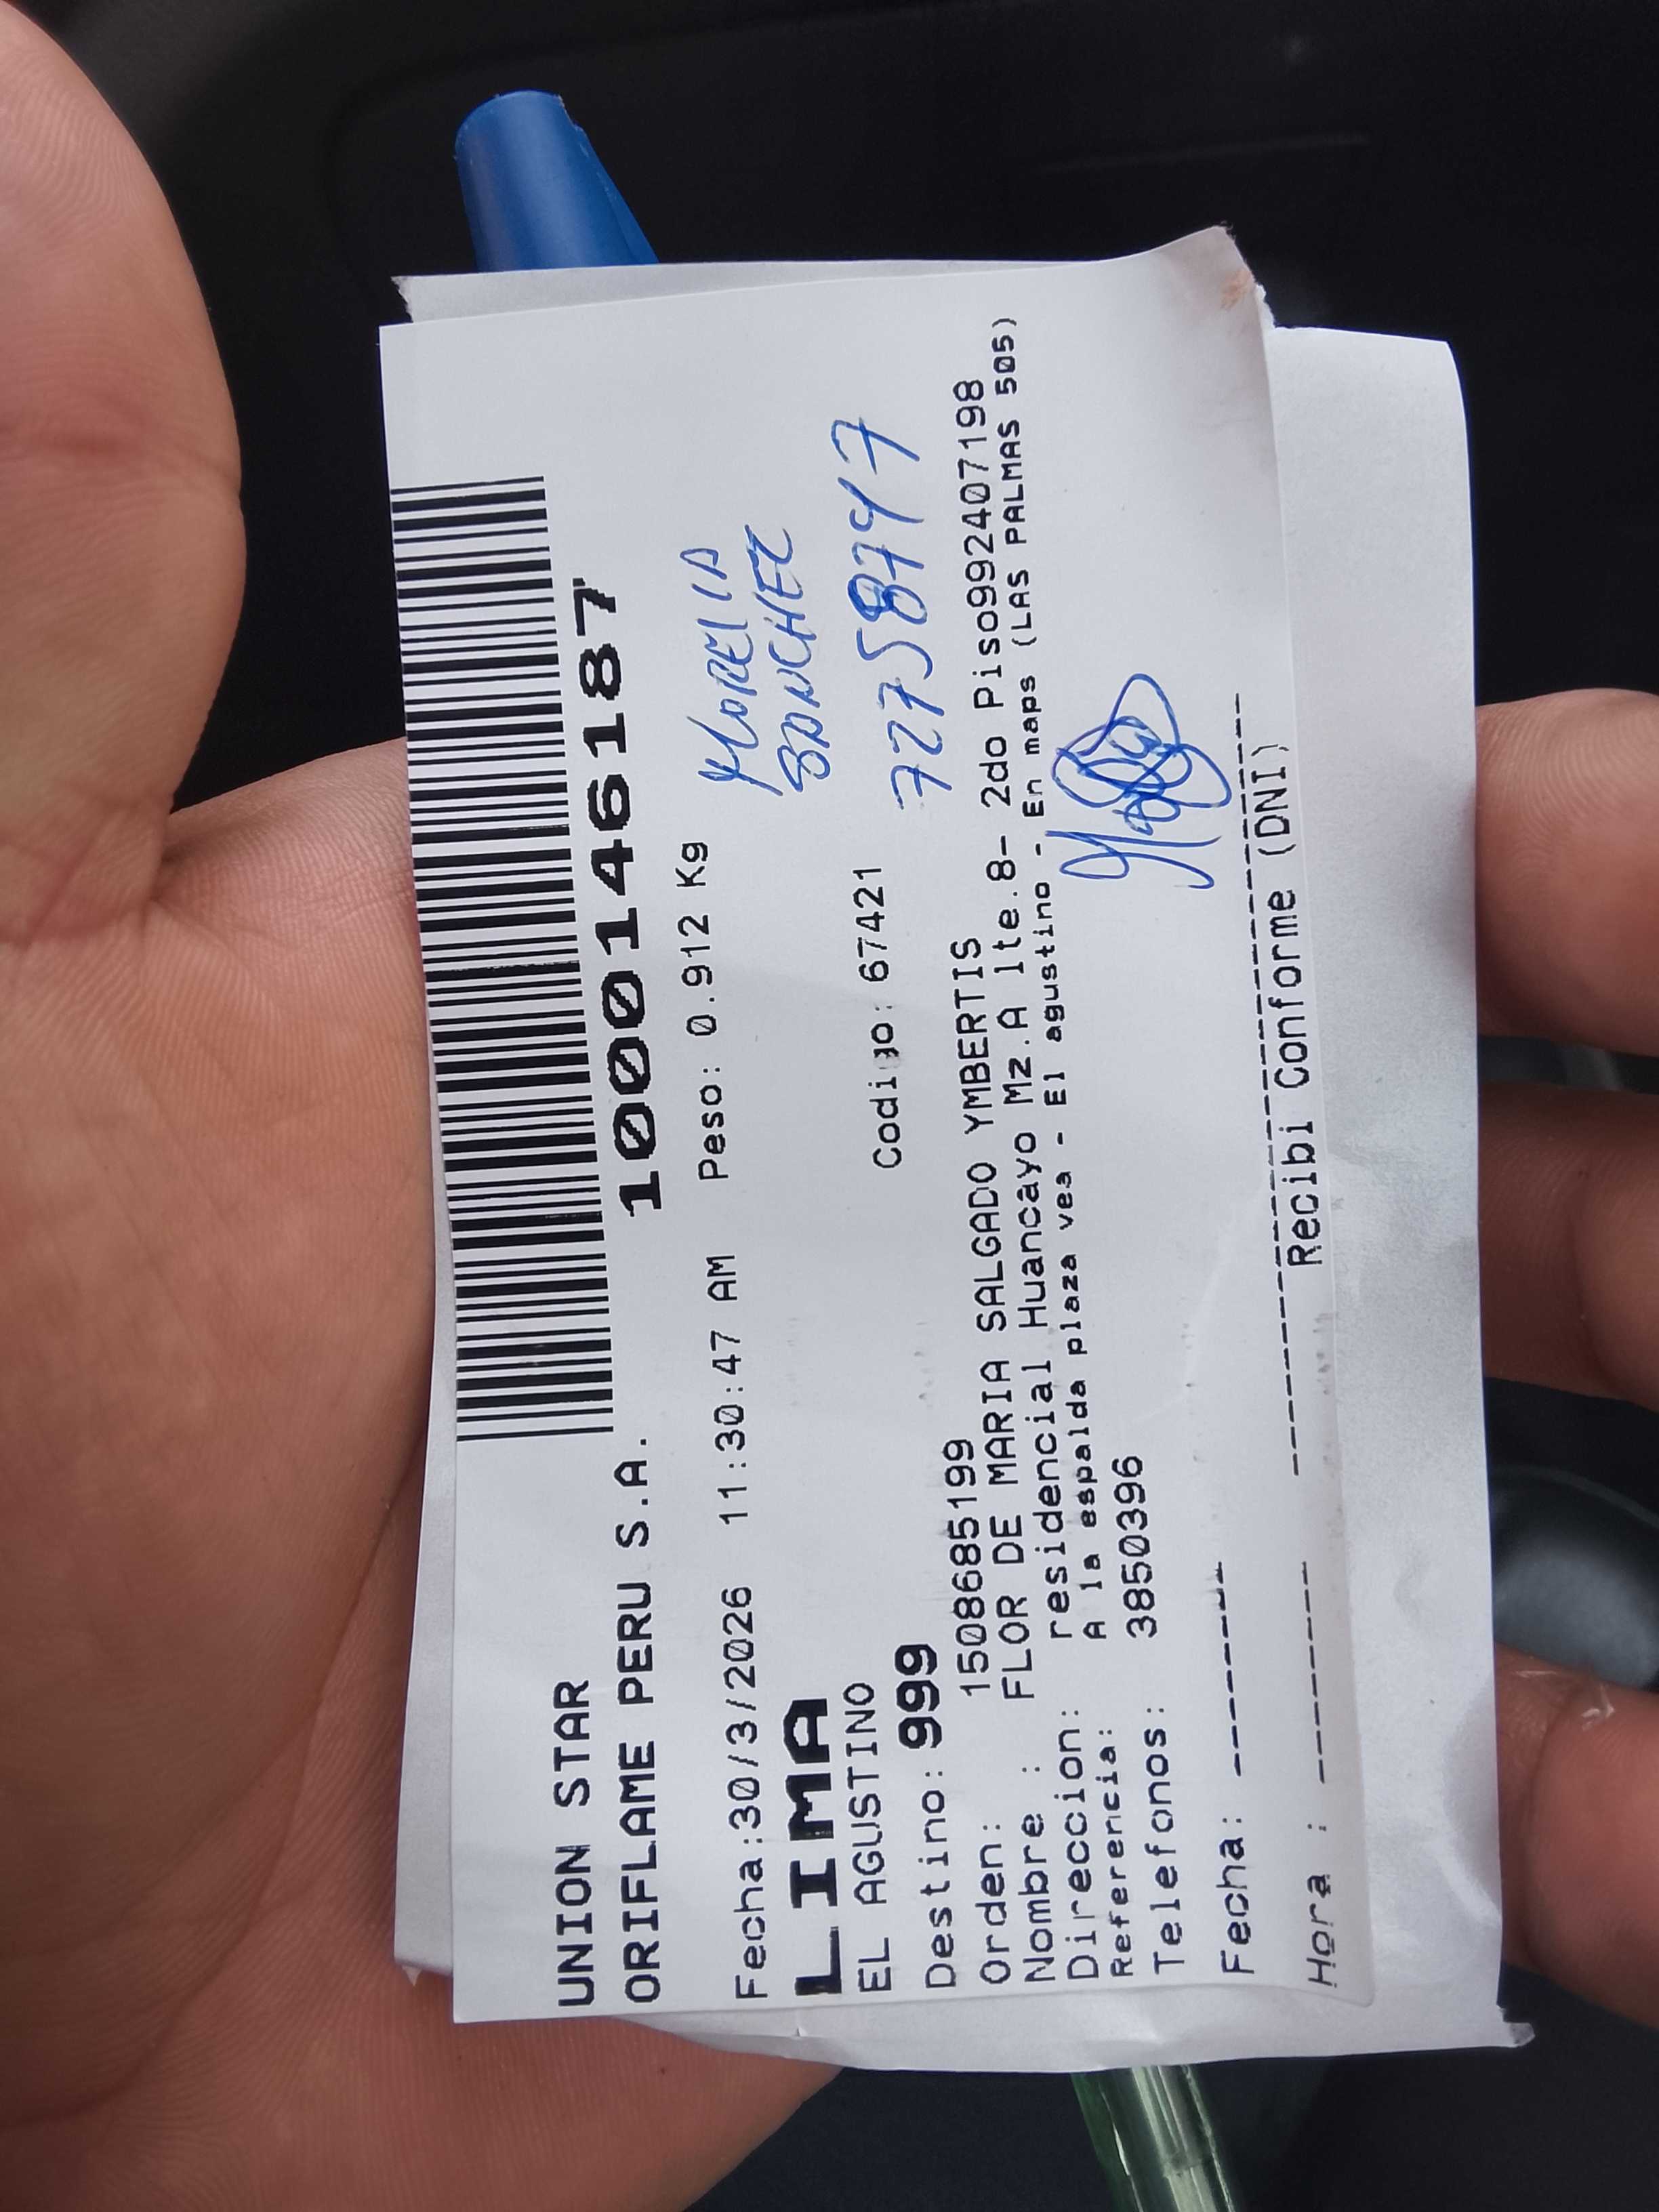 1000146187
UNION STAR
ORIFLAME PERU S.A.
Fecha:30/3/2026 11:30:47 AM Peso: 0.912 Kg
LIMA
EL AGUSTINO
Codigo: 67421
Destino: 999
SANCHEZ
Orden: 1508685199
Nombre : FLOR DE MARIA SALGADO YMBERTIS
Direccion: residencial Huancayo Mz.A lte.8- 2do Piso992407198
Referencia: A la espalda plaza vea - El agustino - En maps (LAS PALMAS 505)
Telefonos: 3850396
Fecha: -------
Hora : -------
Recibi Conforme (DNI)